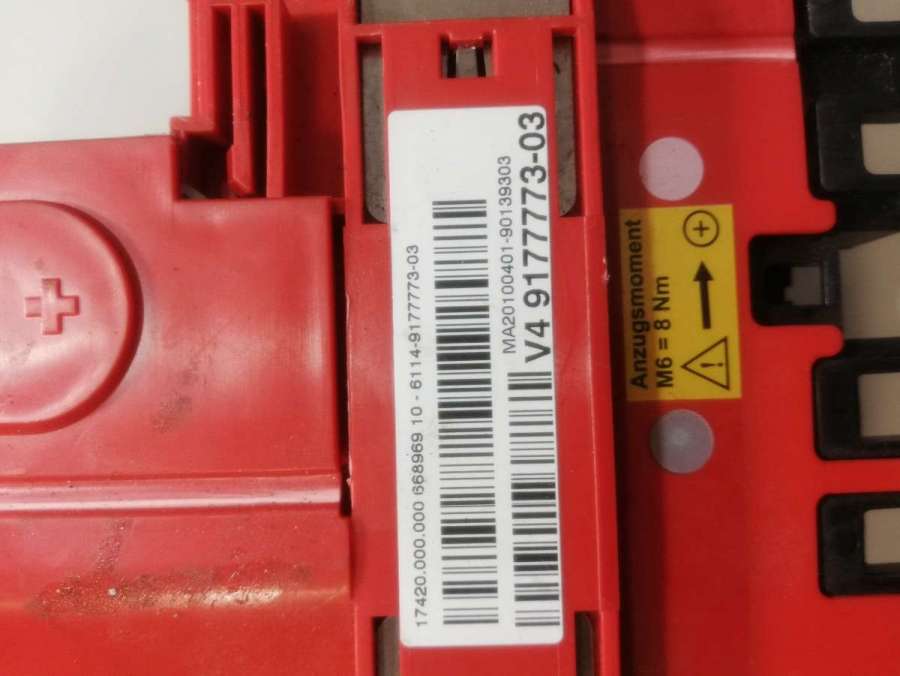 17420.000.000 668969 10 - 6114-9177773-03
MA20100401-90139303
V4 9177773-03
Anzugsmoment
M6 = 8 Nm